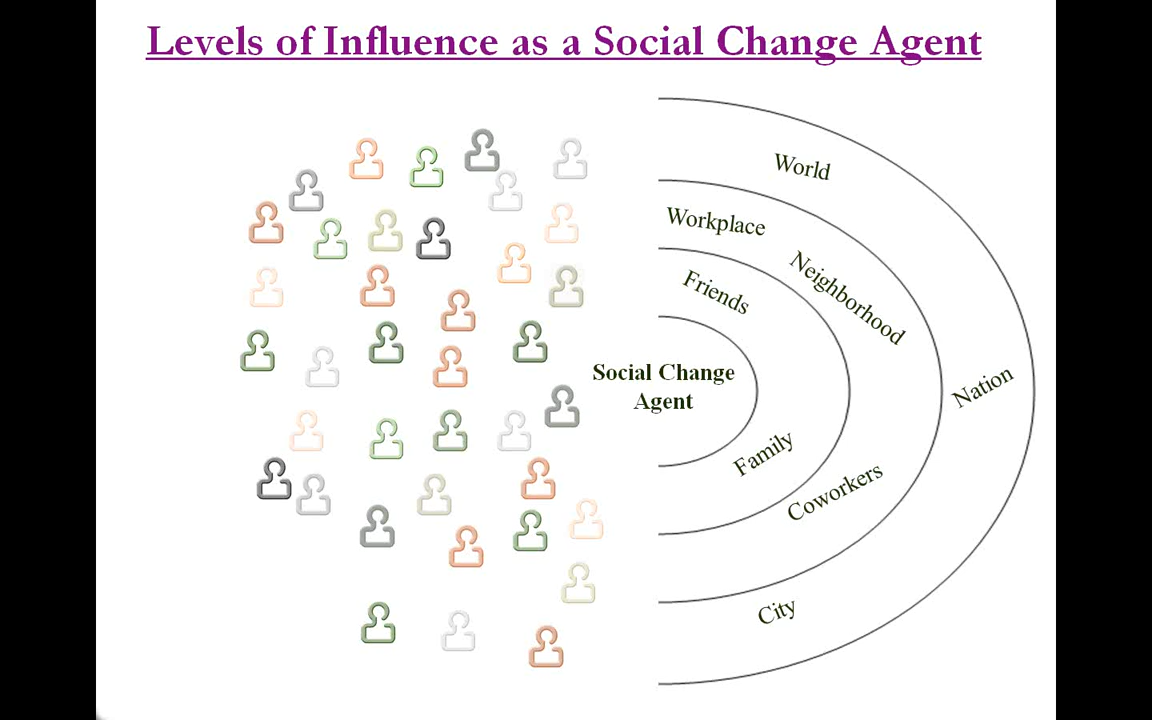 Levels of Influence as a Social Change Agent
World
Workplace
Neighborhood
Friends
Social Change
Agent
Nation
Family
Coworkers
City